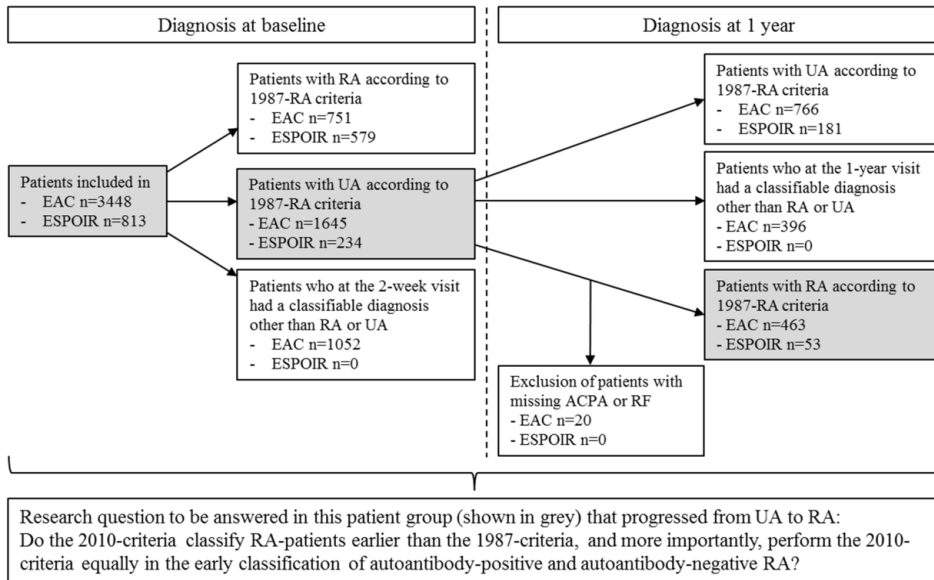 Diagnosis at baseline
Diagnosis at 1 year
Patients included in
- EAC n=3448
- ESPOIR n=813
Patients with RA according to
1987-RA criteria
- EAC n=751
- ESPOIR n=579
Patients with UA according to
1987-RA criteria
- EAC n=1645
- ESPOIR n=234
Patients who at the 2-week visit
had a classifiable diagnosis
other than RA or UA
- EAC n=1052
- ESPOIR n=0
Patients with UA according to
1987-RA criteria
- EAC n=766
- ESPOIR n=181
Patients who at the 1-year visit
had a classifiable diagnosis
other than RA or UA
- EAC n=396
- ESPOIR n=0
Patients with RA according to
1987-RA criteria
- EAC n=463
- ESPOIR n=53
Exclusion of patients with
missing ACPA or RF
- EAC n=20
- ESPOIR n=0
Research question to be answered in this patient group (shown in grey) that progressed from UA to RA:
Do the 2010-criteria classify RA-patients earlier than the 1987-criteria, and more importantly, perform the 2010-
criteria equally in the early classification of autoantibody-positive and autoantibody-negative RA?